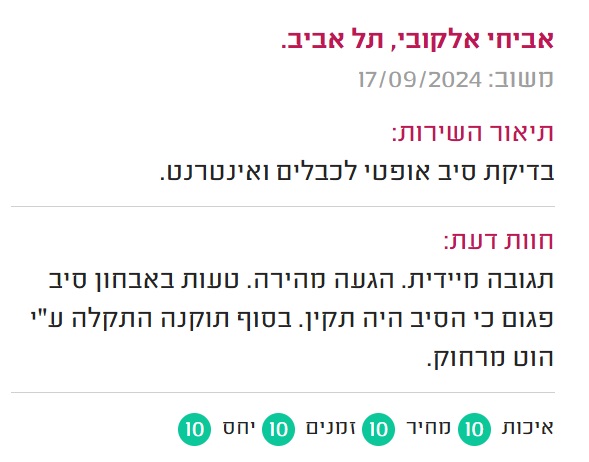 אביחי אלקובי, תל אביב.
משוב: 17/09/2024
תיאור השירות:
בדיקת סיב אופטי לכבלים ואינטרנט.
חוות דעת:
תגובה מיידית. הגעה מהירה. טעות באבחון סיב
פגום כי הסיב היה תקין. בסוף תוקנה התקלה ע"י
הוט מרחוק.
איכות 10 מחיר 10 זמנים 10 יחס 10